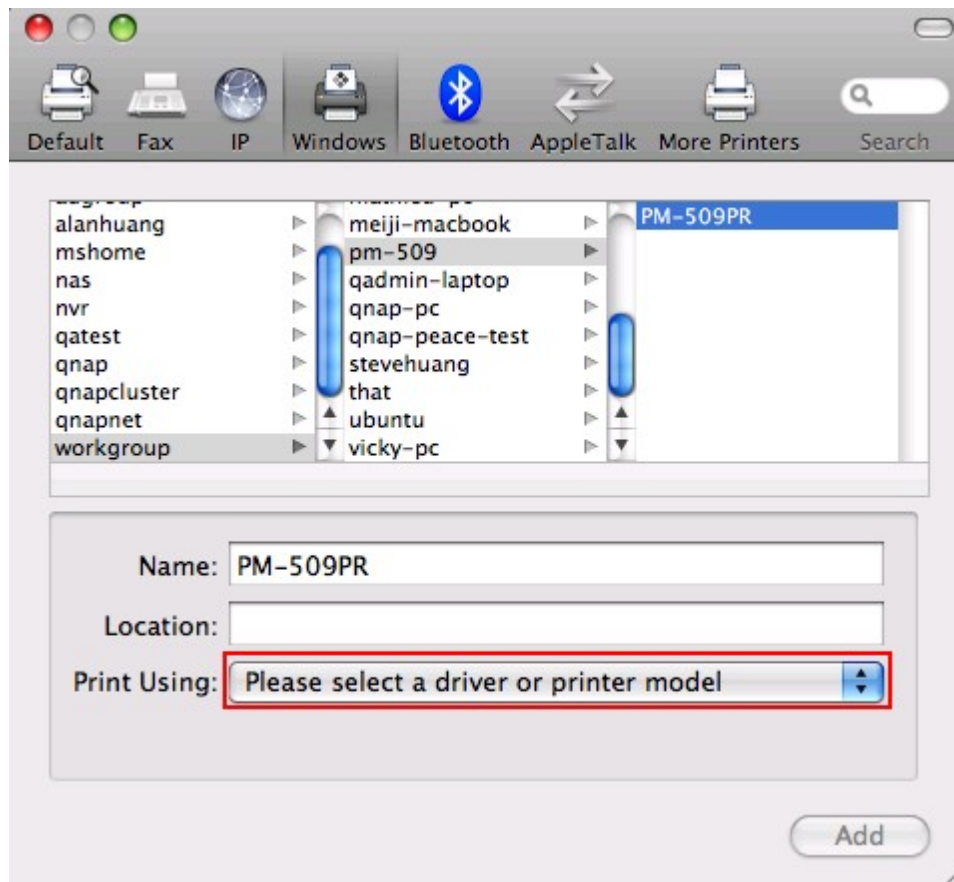 Default Fax IP Windows Bluetooth AppleTalk More Printers Search
alanhuang
mshome
nas
nvr
qatest
qnap
qnapcluster
qnapnet
workgroup
meiji-macbook
pm-509
qadmin-laptop
qnap-pc
qnap-peace-test
stevehuang
that
ubuntu
vicky-pc
PM-509PR
Name: PM-509PR
Location:
Print Using: Please select a driver or printer model
Add